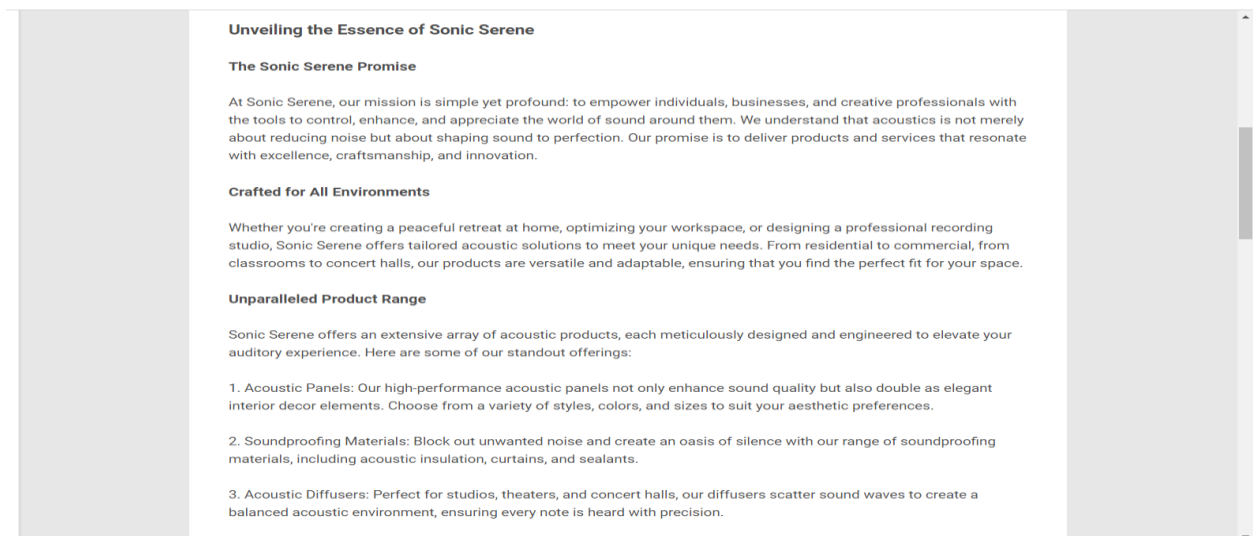 Unveiling the Essence of Sonic Serene
The Sonic Serene Promise
At Sonic Serene, our mission is simple yet profound: to empower individuals, businesses, and creative professionals with
the tools to control, enhance, and appreciate the world of sound around them. We understand that acoustics is not merely
about reducing noise but about shaping sound to perfection. Our promise is to deliver products and services that resonate
with excellence, craftsmanship, and innovation.
Crafted for All Environments
Whether you're creating a peaceful retreat at home, optimizing your workspace, or designing a professional recording
studio, Sonic Serene offers tailored acoustic solutions to meet your unique needs. From residential to commercial, from
classrooms to concert halls, our products are versatile and adaptable, ensuring that you find the perfect fit for your space.
Unparalleled Product Range
Sonic Serene offers an extensive array of acoustic products, each meticulously designed and engineered to elevate your
auditory experience. Here are some of our standout offerings:
1. Acoustic Panels: Our high-performance acoustic panels not only enhance sound quality but also double as elegant
interior decor elements. Choose from a variety of styles, colors, and sizes to suit your aesthetic preferences.
2. Soundproofing Materials: Block out unwanted noise and create an oasis of silence with our range of soundproofing
materials, including acoustic insulation, curtains, and sealants.
3. Acoustic Diffusers: Perfect for studios, theaters, and concert halls, our diffusers scatter sound waves to create a
balanced acoustic environment, ensuring every note is heard with precision.